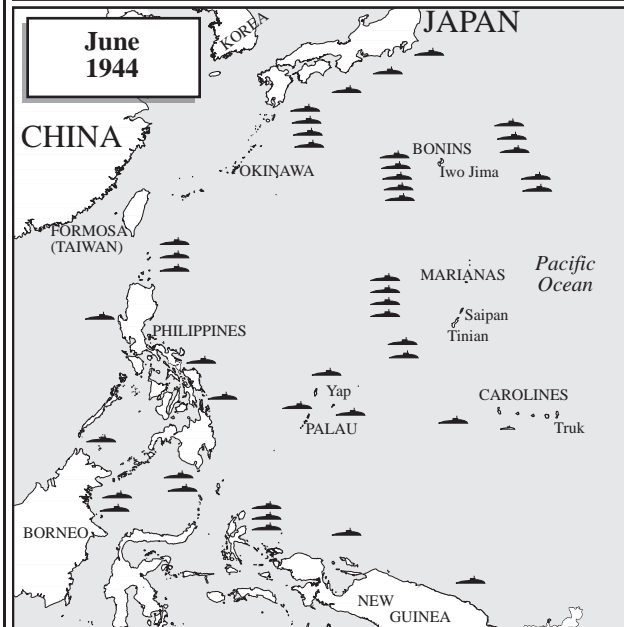 June
1944
KOREA
JAPAN
CHINA
BONINS
Iwo Jima
OKINAWA
FORMOSA
(TAIWAN)
Pacific
Ocean
MARIANAS
Saipan
Tinian
PHILIPPINES
Yap
CAROLINES
PALAU
Truk
BORNEO
NEW
GUINEA